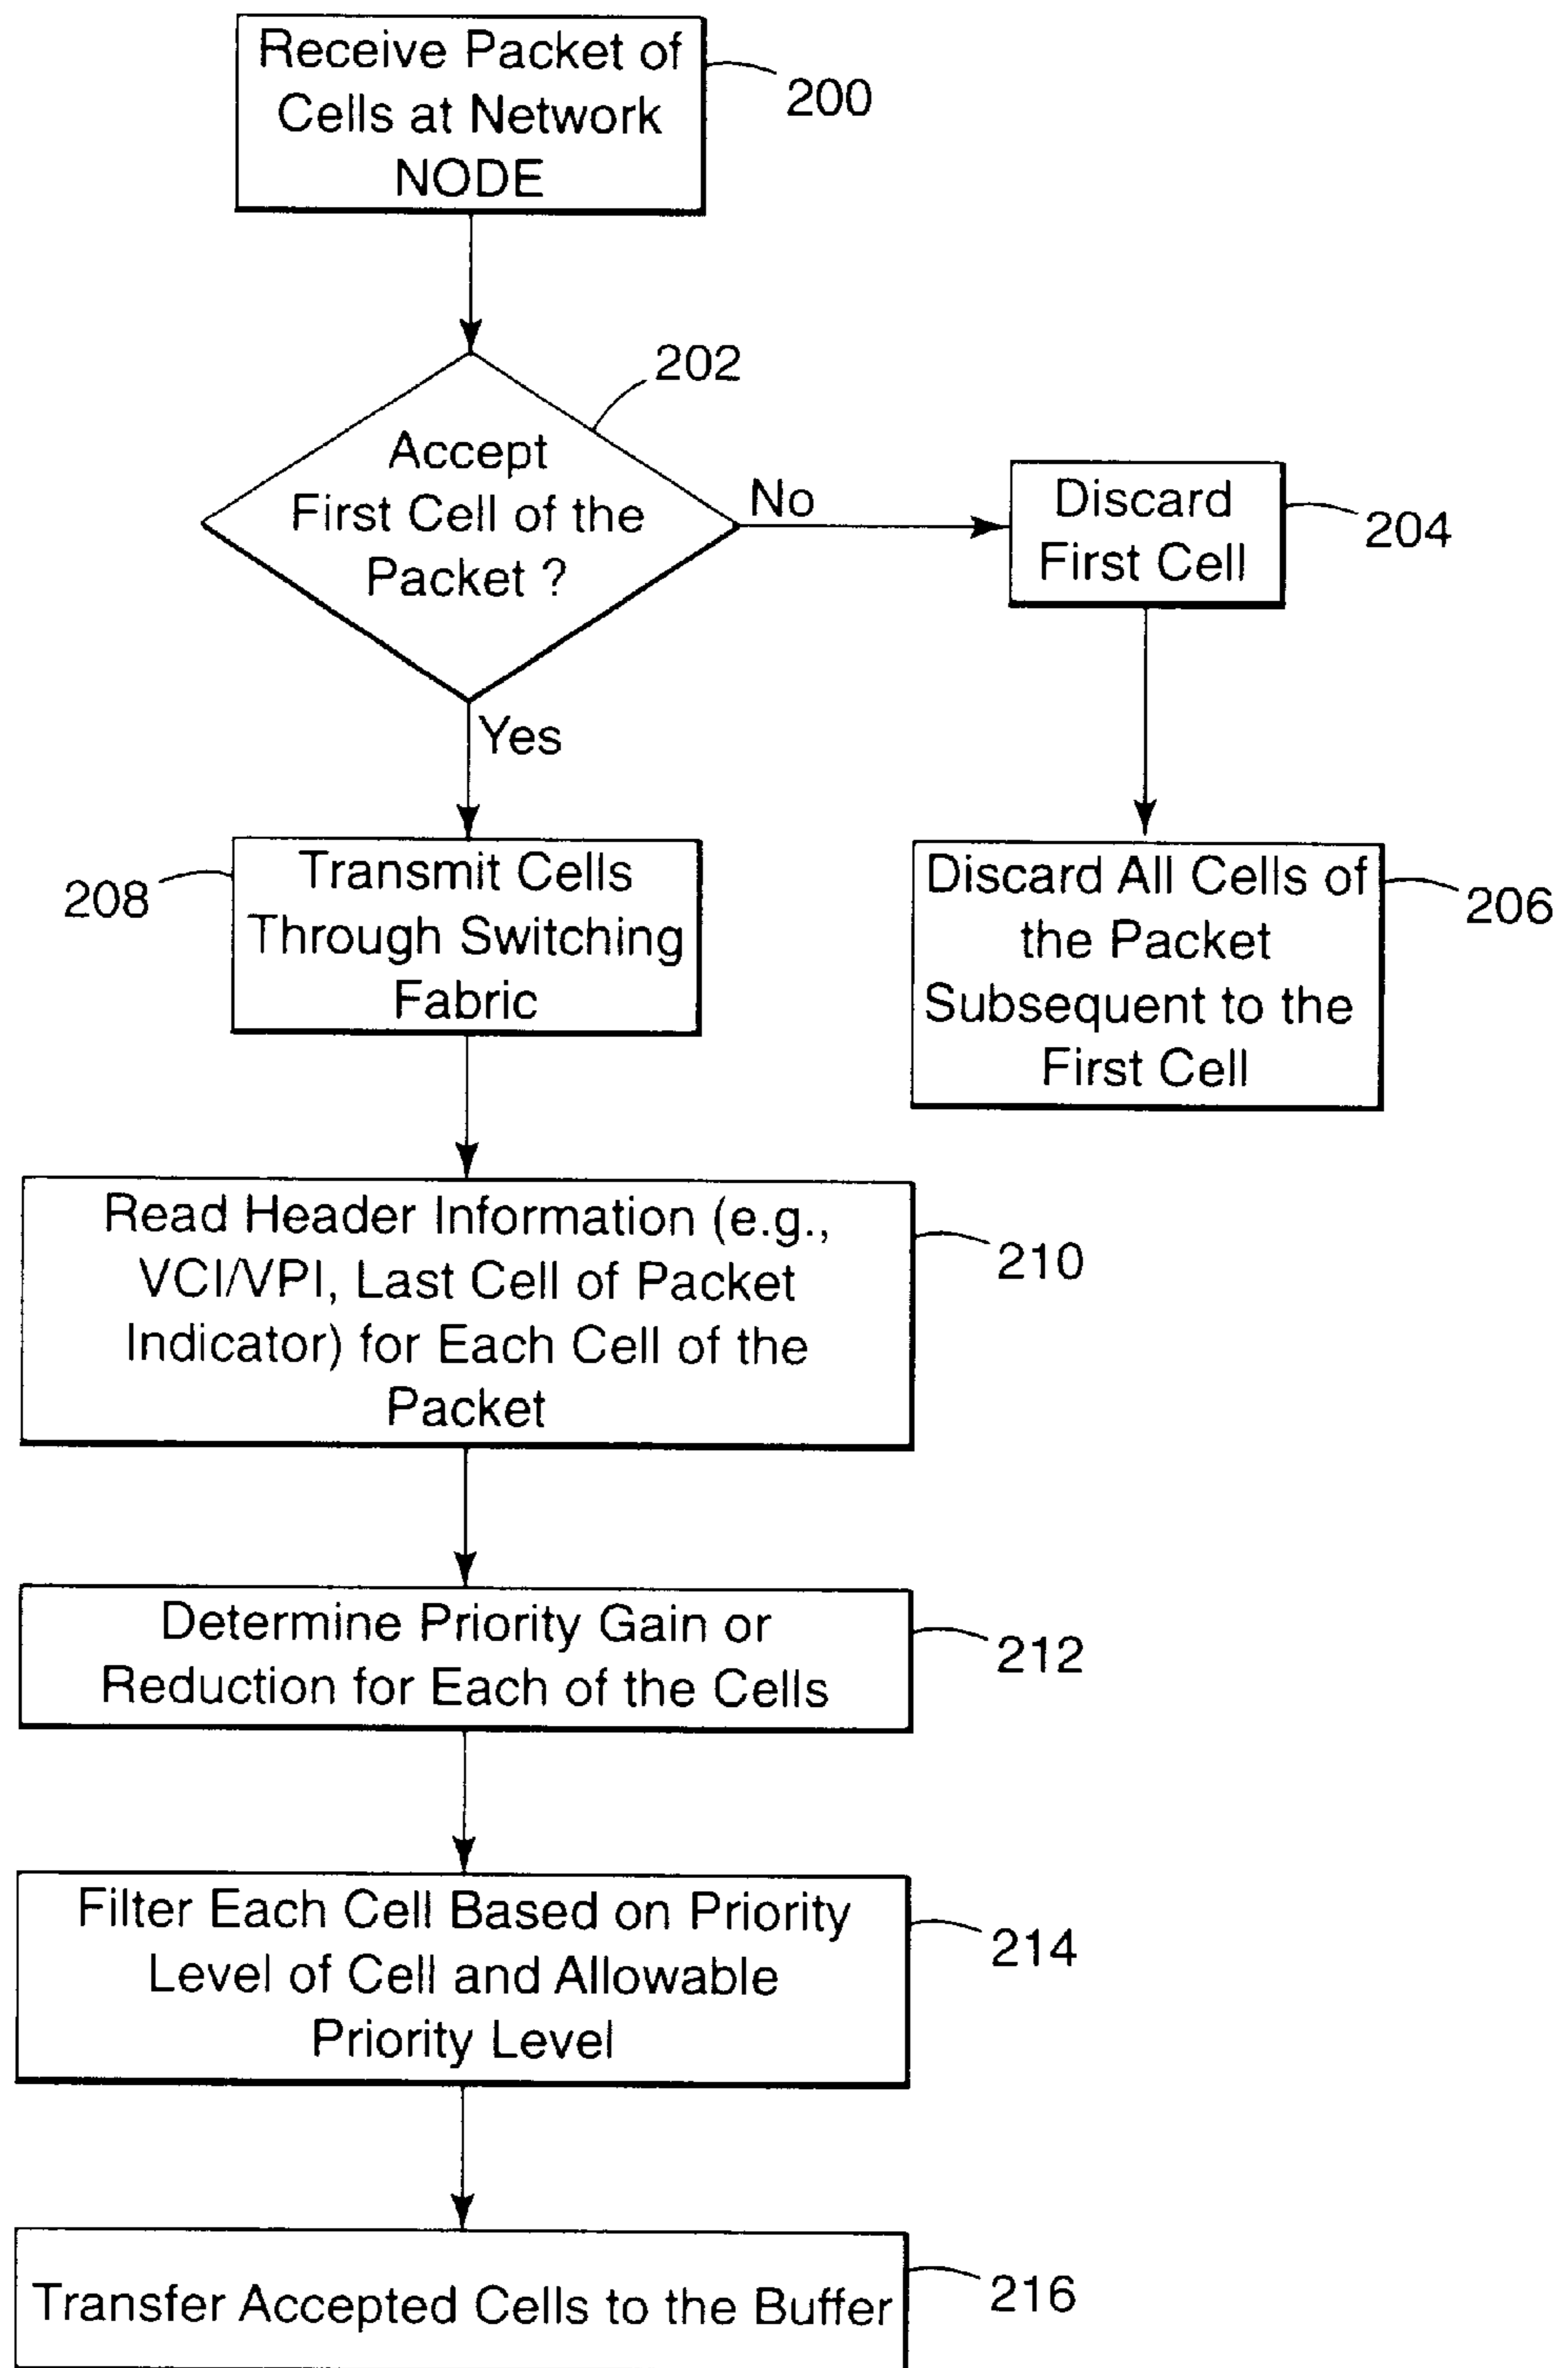 Receive Packet of
Cells at Network
NODE
200
202
Accept
First Cell of the
Packet ?
No
Discard
First Cell
204
Yes
Transmit Cells
Through Switching
Fabric
208
Discard All Cells of
the Packet
Subsequent to the
First Cell
206
Read Header Information (e.g.,
VCI/VPI, Last Cell of Packet
Indicator) for Each Cell of the
Packet
210
Determine Priority Gain or
Reduction for Each of the Cells
212
Filter Each Cell Based on Priority
Level of Cell and Allowable
Priority Level
214
Transfer Accepted Cells to the Buffer
216